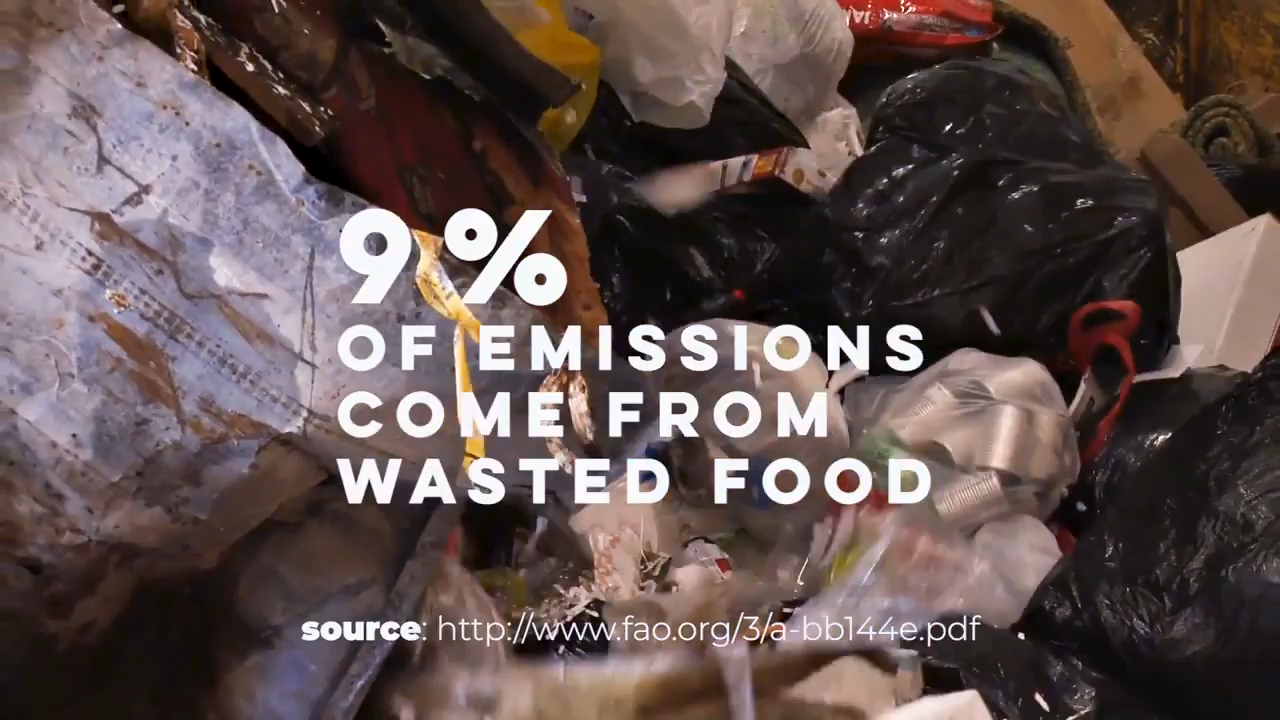 9%
OF EMISSIONS
COME FROM
WASTED FOOD
source: http://www.fao.org/3/a-bb144e.pdf